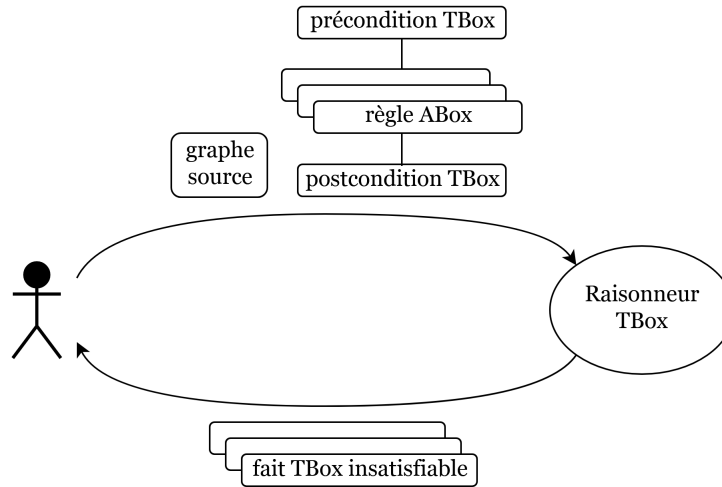 précondition TBox
règle ABox
graphe
source
postcondition TBox
Raisonneur
TBox
fait TBox insatisfiable